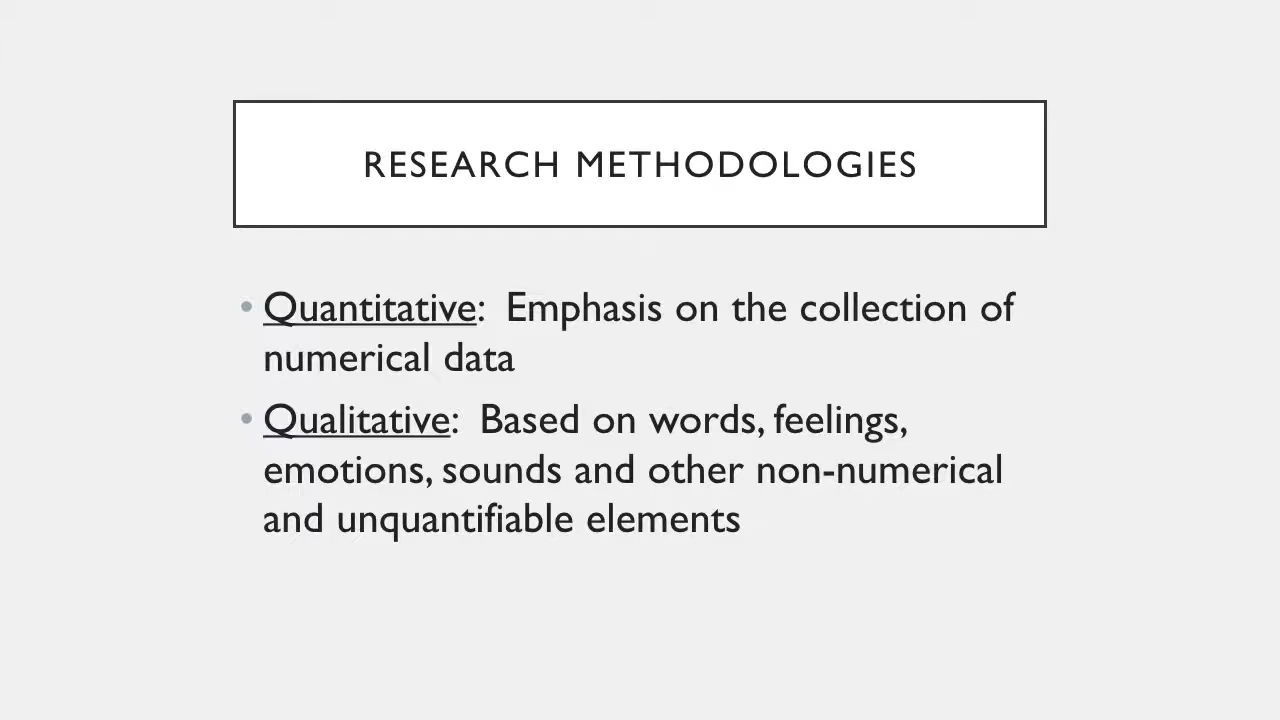 RESEARCH METHODOLOGIES
• Quantitative: Emphasis on the collection of
numerical data
• Qualitative: Based on words, feelings,
emotions, sounds and other non-numerical
and unquantifiable elements